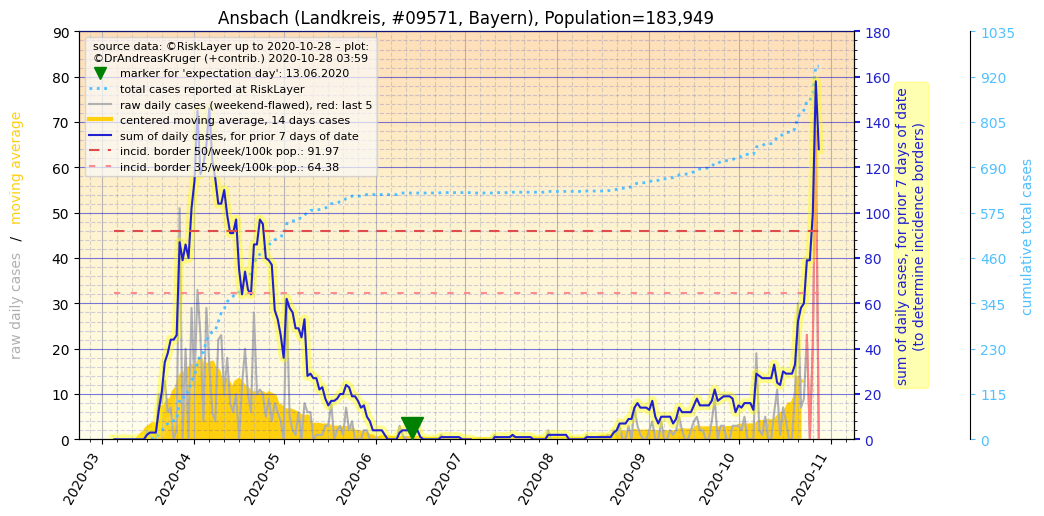 Ansbach (Landkreis, #09571, Bayern), Population=183,949
source data: ©RiskLayer up to 2020-10-28 – plot:
©DrAndreasKruger (+contrib.) 2020-10-28 03:59
marker for 'expectation day': 13.06.2020
total cases reported at RiskLayer
raw daily cases (weekend-flawed), red: last 5
centered moving average, 14 days cases
sum of daily cases, for prior 7 days of date
incid. border 50/week/100k pop.: 91.97
incid. border 35/week/100k pop.: 64.38
raw daily cases / moving average
90
80
70
60
50
40
30
20
10
0
180
160
140
120
100
80
60
40
20
0
sum of daily cases, for prior 7 days of date
(to determine incidence borders)
1035
920
805
690
575
460
345
230
115
0
cumulative total cases
2020-03
2020-04
2020-05
2020-06
2020-07
2020-08
2020-09
2020-10
2020-11